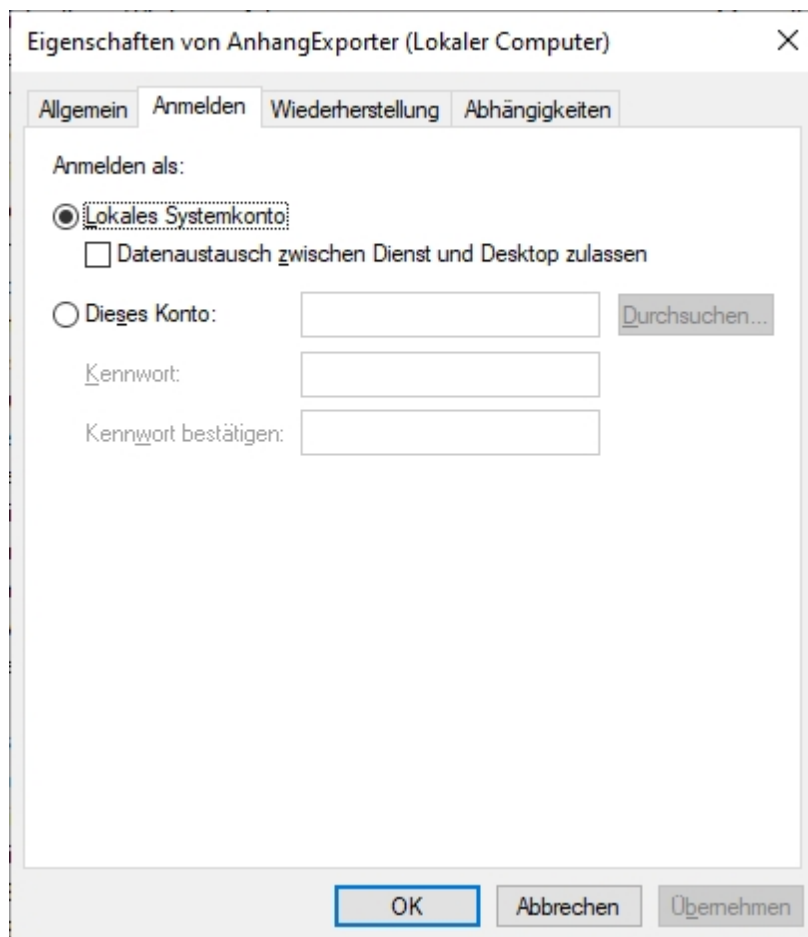 Eigenschaften von AnhangExporter (Lokaler Computer)
Allgemein Anmelden Wiederherstellung Abhängigkeiten
Anmelden als:
Lokales Systemkonto
Datenaustausch zwischen Dienst und Desktop zulassen
Dieses Konto: Durchsuchen...
Kennwort:
Kennwort bestätigen:
OK Abbrechen Übernehmen